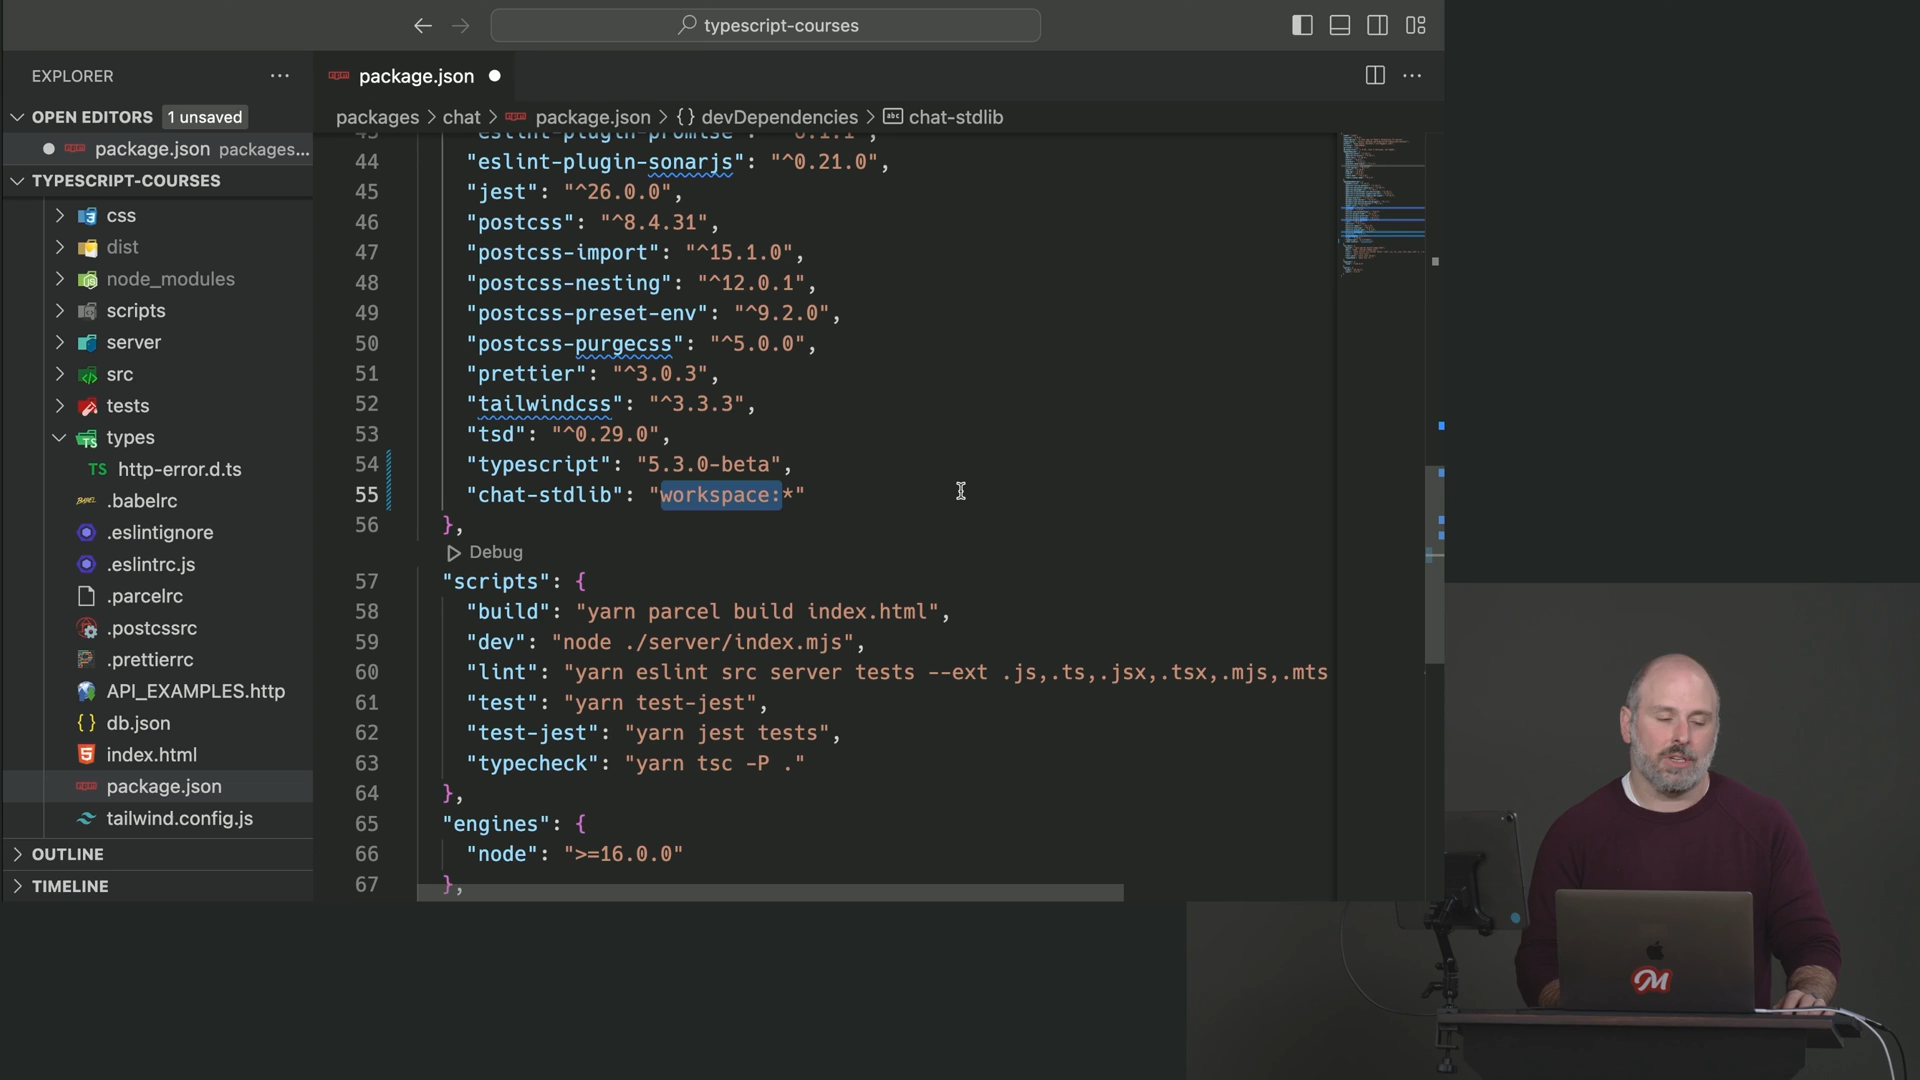 typescript-courses
EXPLORER
package.json
OPEN EDITORS 1 unsaved
package.json packages...
packages > chat > package.json > {} devDependencies > chat-stdlib
TYPESCRIPT-COURSES
css
dist
node_modules
scripts
server
src
tests
types
TS http-error.d.ts
.babelrc
.eslintignore
.eslintrc.js
.parcelrc
.postcssrc
.prettierrc
API_EXAMPLES.http
{} db.json
index.html
package.json
tailwind.config.js
OUTLINE
TIMELINE
43 "eslint-plugin-promise": "^6.1.1",
44 "eslint-plugin-sonarjs": "^0.21.0",
45 "jest": "^26.0.0",
46 "postcss": "^8.4.31",
47 "postcss-import": "^15.1.0",
48 "postcss-nesting": "^12.0.1",
49 "postcss-preset-env": "^9.2.0",
50 "postcss-purgecss": "^5.0.0",
51 "prettier": "^3.0.3",
52 "tailwindcss": "^3.3.3",
53 "tsd": "^0.29.0",
54 "typescript": "5.3.0-beta",
55 "chat-stdlib": "workspace:*"
56 },
Debug
57 "scripts": {
58 "build": "yarn parcel build index.html",
59 "dev": "node ./server/index.mjs",
60 "lint": "yarn eslint src server tests --ext .js,.ts,.jsx,.tsx,.mjs,.mts
61 "test": "yarn test-jest",
62 "test-jest": "yarn jest tests",
63 "typecheck": "yarn tsc -P ."
64 },
65 "engines": {
66 "node": ">=16.0.0"
67 },
M